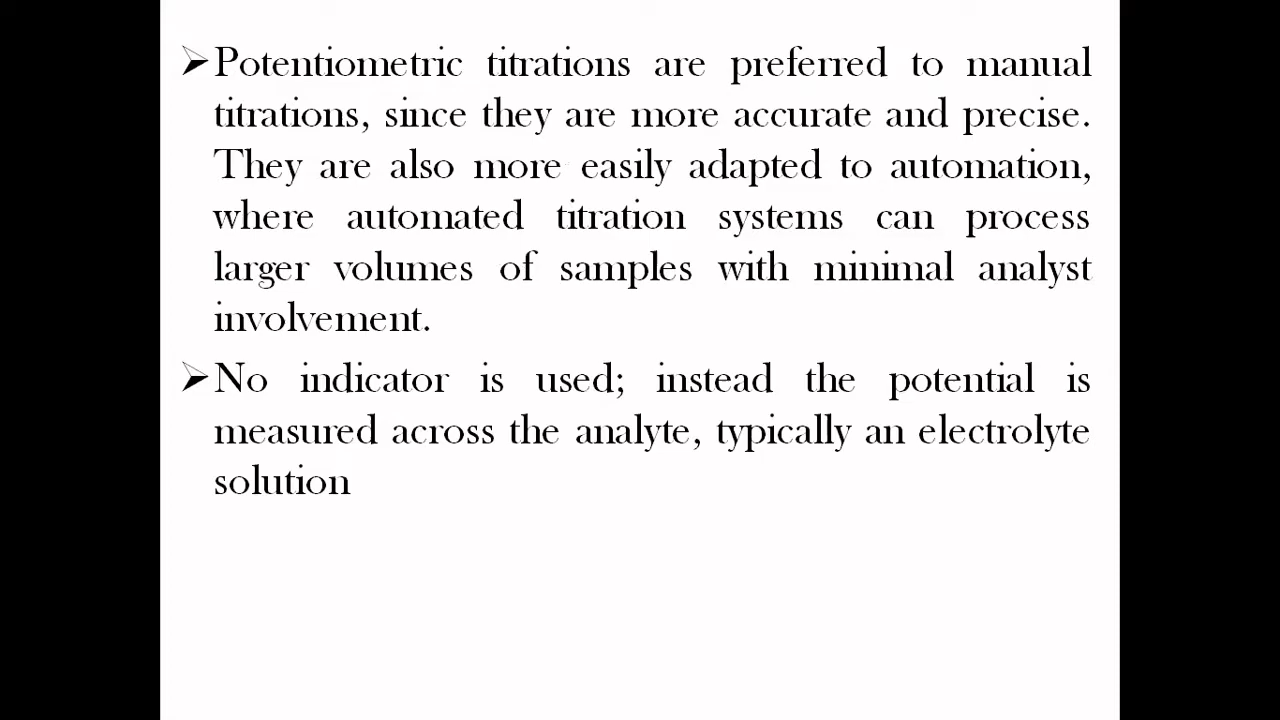 ➢Potentiometric titrations are preferred to manual
titrations, since they are more accurate and precise.
They are also more easily adapted to automation,
where automated titration systems can process
larger volumes of samples with minimal analyst
involvement.
➢No indicator is used; instead the potential is
measured across the analyte, typically an electrolyte
solution